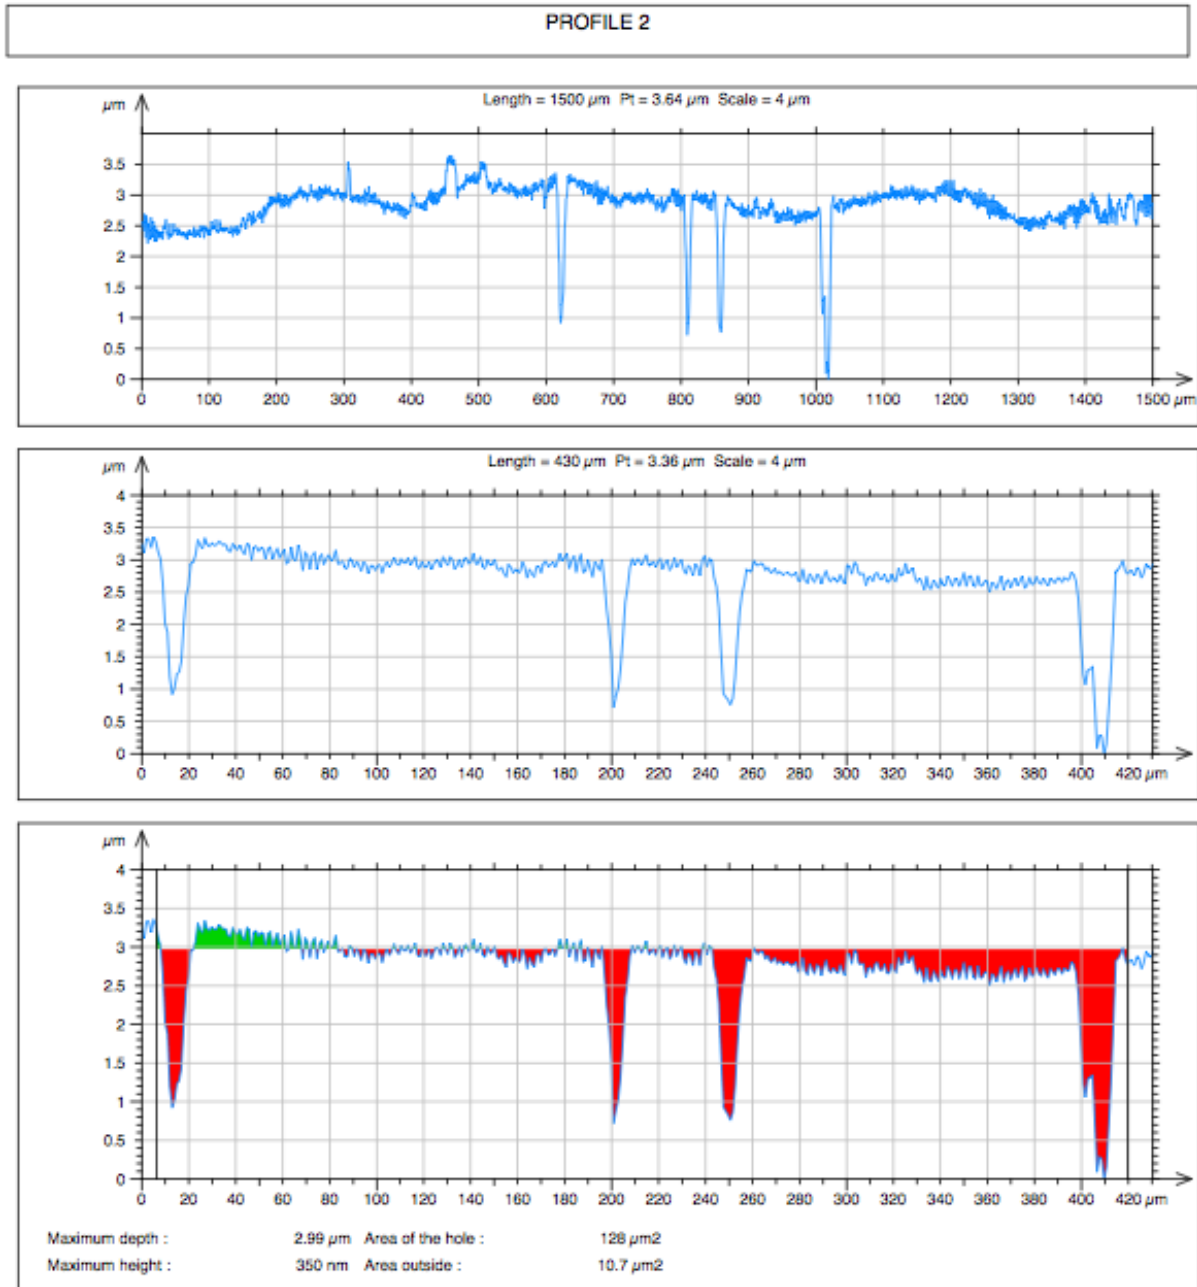 PROFILE 2
µm
Length = 1500 µm Pt = 3.64 µm Scale = 4 µm
3.5
3
2.5
2
1.5
1
0.5
0
0 100 200 300 400 500 600 700 800 900 1000 1100 1200 1300 1400 1500 µm
µm
Length = 430 µm Pt = 3.36 µm Scale = 4 µm
4
3.5
3
2.5
2
1.5
1
0.5
0
0 20 40 60 80 100 120 140 160 180 200 220 240 260 280 300 320 340 360 380 400 420 µm
µm
4
3.5
3
2.5
2
1.5
1
0.5
0
0 20 40 60 80 100 120 140 160 180 200 220 240 260 280 300 320 340 360 380 400 420 µm
Maximum depth : 2.99 µm Area of the hole : 128 µm2
Maximum height : 350 nm Area outside : 10.7 µm2